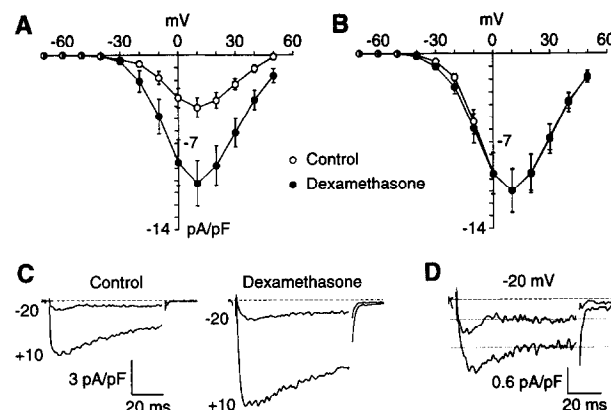 A
mV
-60 -30 0 30 60
-7
-14
pA/pF
Control
Dexamethasone
B
mV
-60 -30 0 30 60
-7
-14
C
Control
-20
+10
3 pA/pF
20 ms
Dexamethasone
-20
+10
D
-20 mV
0.6 pA/pF
20 ms